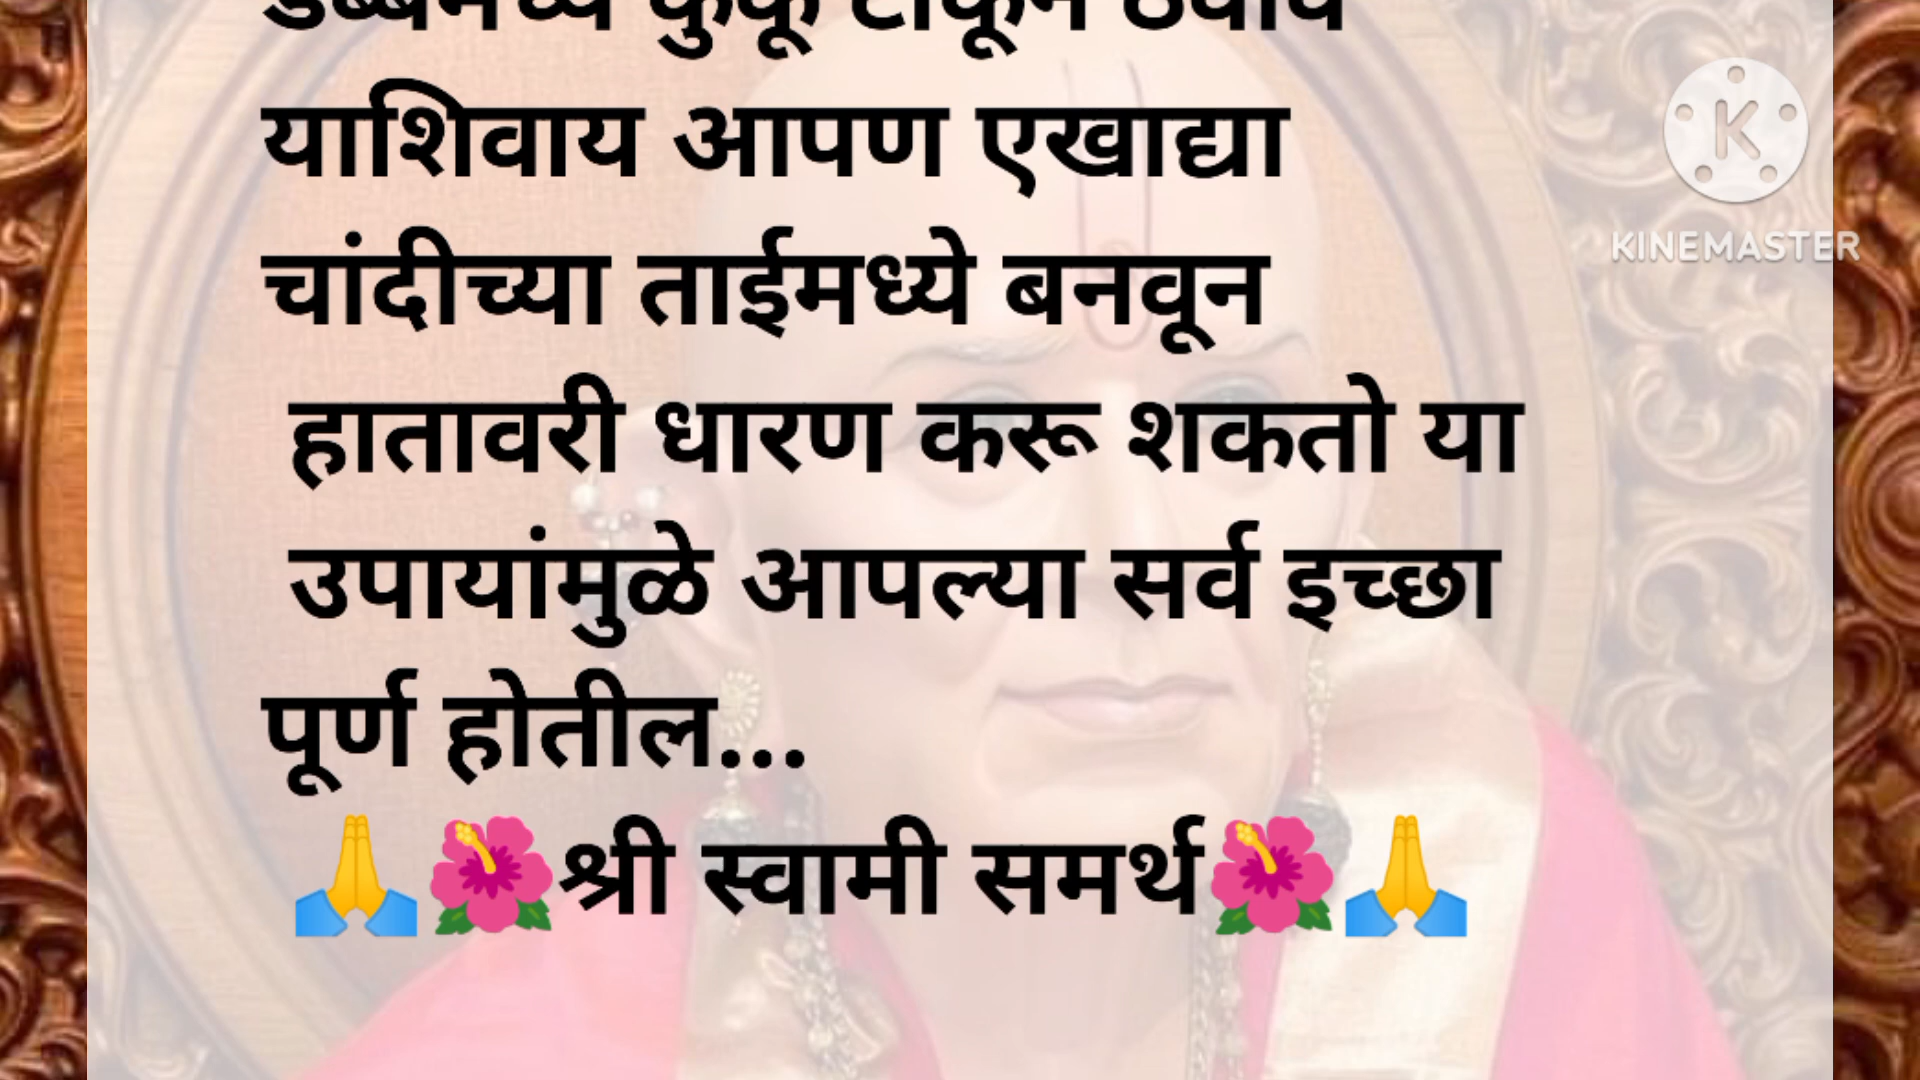 याशिवाय आपण एखाद्या
चांदीच्या ताईमध्ये बनवून
हातावरी धारण करू शकतो या
उपायांमुळे आपल्या सर्व इच्छा
पूर्ण होतील...
🙏🌺श्री स्वामी समर्थ🌺🙏
K
KINEMASTER